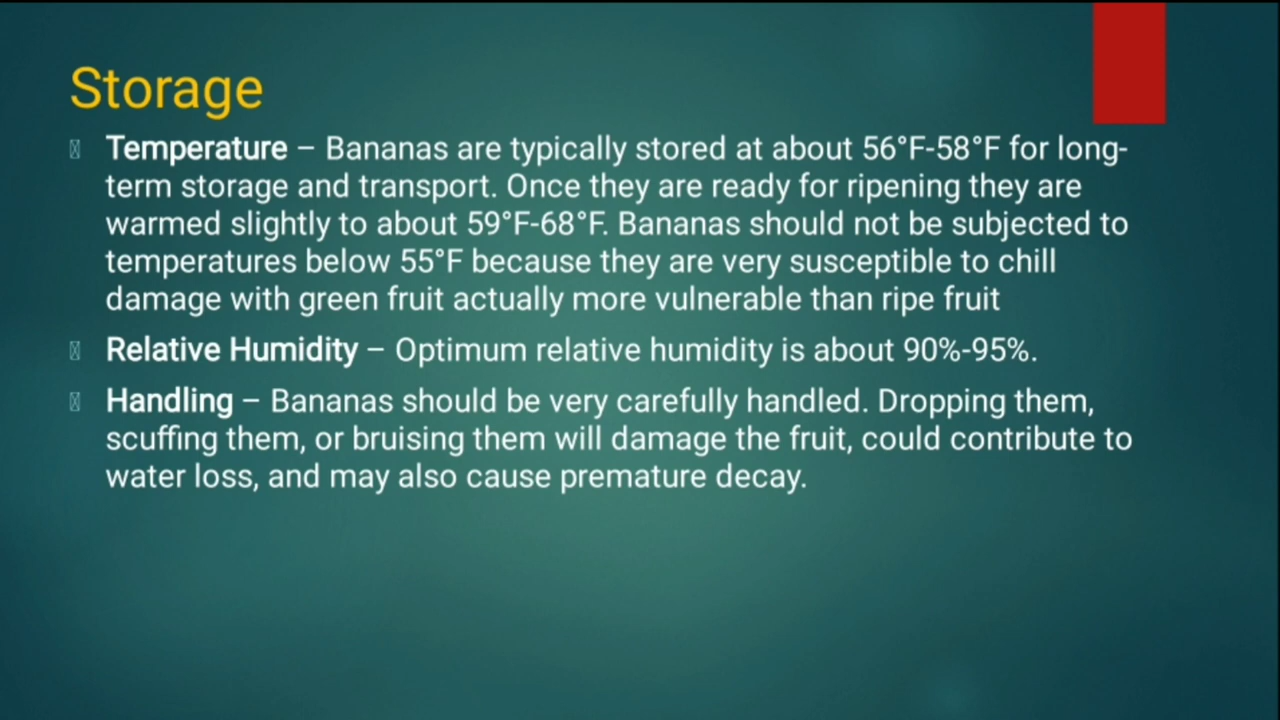 Storage
Temperature – Bananas are typically stored at about 56°F-58°F for long-
term storage and transport. Once they are ready for ripening they are
warmed slightly to about 59°F-68°F. Bananas should not be subjected to
temperatures below 55°F because they are very susceptible to chill
damage with green fruit actually more vulnerable than ripe fruit
Relative Humidity – Optimum relative humidity is about 90%-95%.
Handling – Bananas should be very carefully handled. Dropping them,
scuffing them, or bruising them will damage the fruit, could contribute to
water loss, and may also cause premature decay.